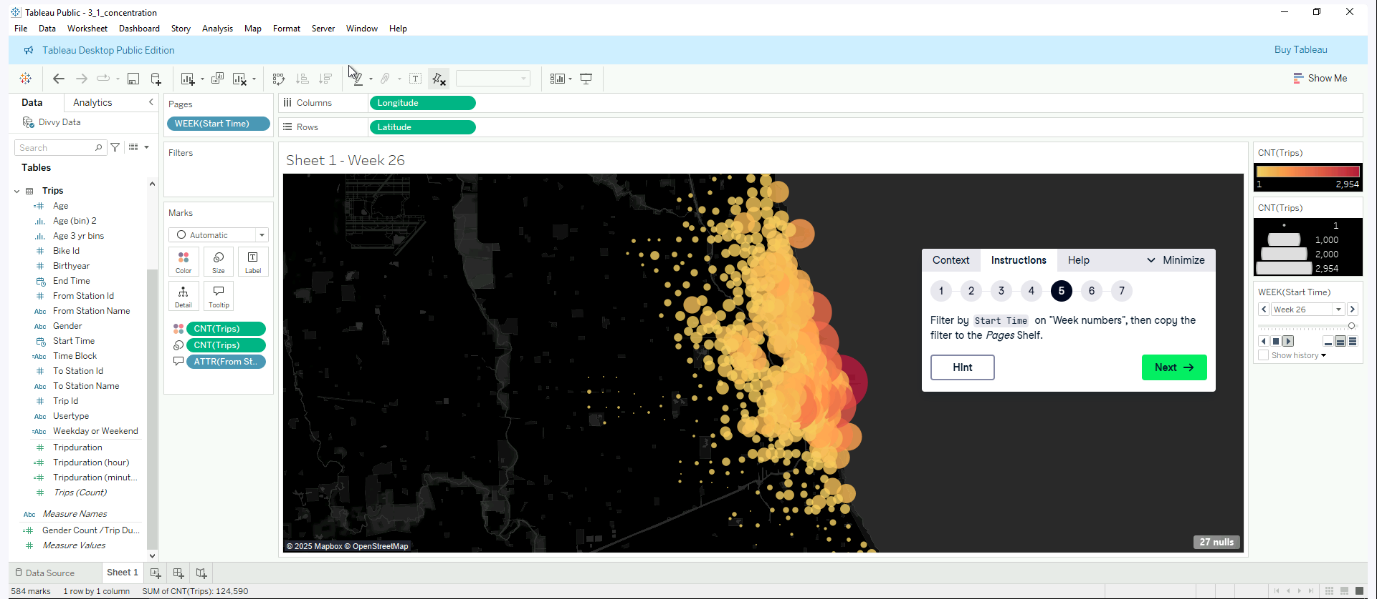 Tableau Public - 3_1_concentration
File Data Worksheet Dashboard Story Analysis Map Format Server Window Help
Tableau Desktop Public Edition
Buy Tableau
Show Me
Data Analytics
Divvy Data
Search
Tables
Trips
Age
Age (bin) 2
Age 3 yr bins
Bike Id
Birthyear
End Time
From Station Id
From Station Name
Gender
Start Time
Time Block
To Station Id
To Station Name
Trip Id
Usertype
Weekday or Weekend
Tripduration
Tripduration (hour)
Tripduration (minut...
Trips (Count)
Measure Names
Gender Count /Trip Du...
Measure Values
Pages
WEEK(Start Time)
Filters
Marks
Automatic
Color Size Label
Detail Tooltip
CNT(Trips)
CNT(Trips)
ATTR(From St..
Columns Longitude
Rows Latitude
Sheet 1 - Week 26
Context Instructions Help Minimize
1 2 3 4 5 6 7
Filter by Start Time on "Week numbers", then copy the
filter to the Pages Shelf.
HInt
Next
© 2025 Mapbox © OpenStreetMap
27 nulls
CNT(Trips)
1 2,954
CNT(Trips)
1
1,000
2,000
2,954
WEEK(Start Time)
Week 26
Show history
Data Source Sheet 1
584 marks 1 row by 1 column SUM of CNT(Trips): 124,590